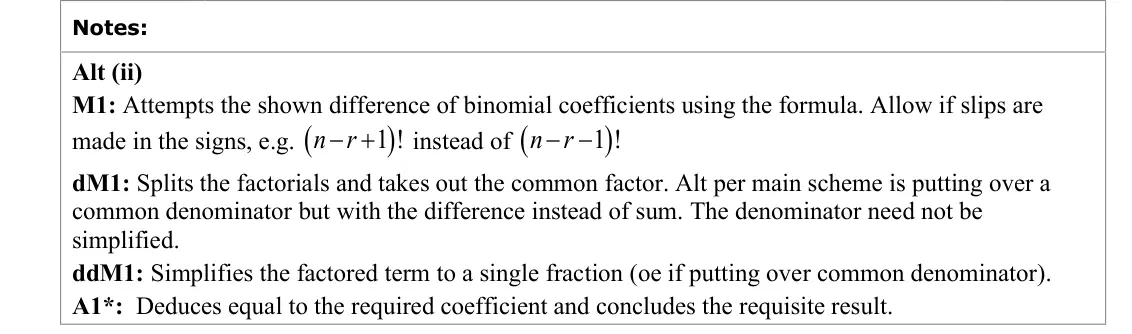 Notes:
Alt (ii)
M1: Attempts the shown difference of binomial coefficients using the formula. Allow if slips are
made in the signs, e.g. (n−r+1)! instead of (n−r−1)!
dM1: Splits the factorials and takes out the common factor. Alt per main scheme is putting over a
common denominator but with the difference instead of sum. The denominator need not be
simplified.
ddM1: Simplifies the factored term to a single fraction (oe if putting over common denominator).
A1*: Deduces equal to the required coefficient and concludes the requisite result.